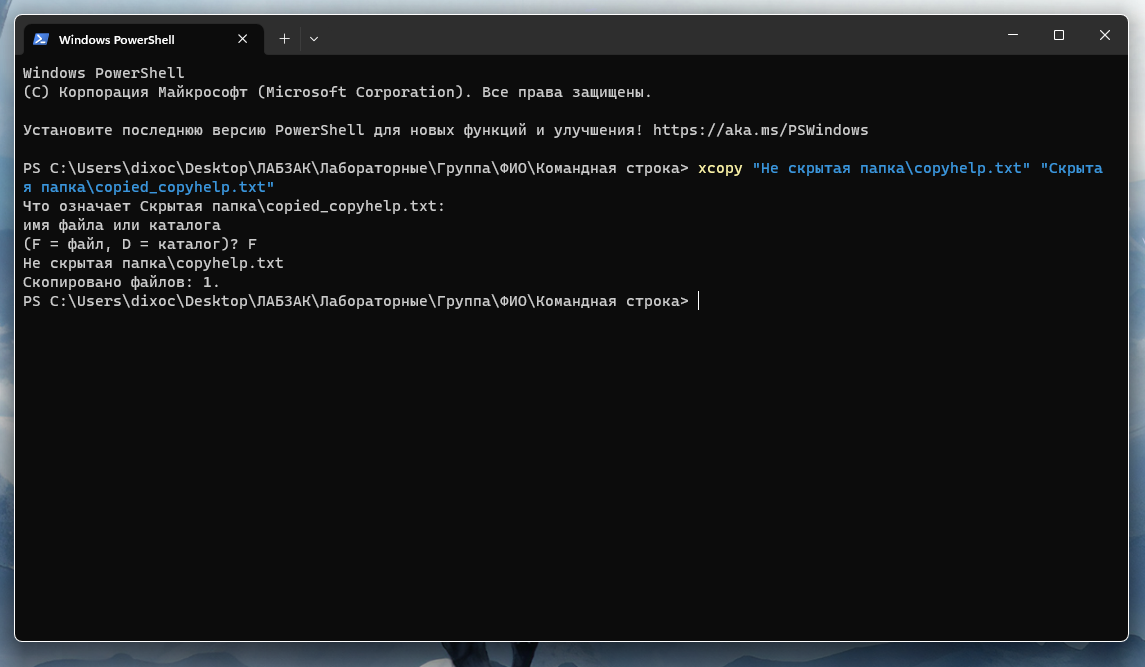 Windows PowerShell
Windows PowerShell
(C) Корпорация Майкрософт (Microsoft Corporation). Все права защищены.
Установите последнюю версию PowerShell для новых функций и улучшения! https://aka.ms/PSWindows
PS C:\Users\dixoc\Desktop\ЛАБЗАК\Лабораторные\Группа\ФИО\Командная строка> xcopy "Не скрытая папка\copyhelp.txt" "Скрыта
я папка\copied_copyhelp.txt"
Что означает Скрытая папка\copied_copyhelp.txt:
имя файла или каталога
(F = файл, D = каталог)? F
Не скрытая папка\copyhelp.txt
Скопировано файлов: 1.
PS C:\Users\dixoc\Desktop\ЛАБЗАК\Лабораторные\Группа\ФИО\Командная строка>